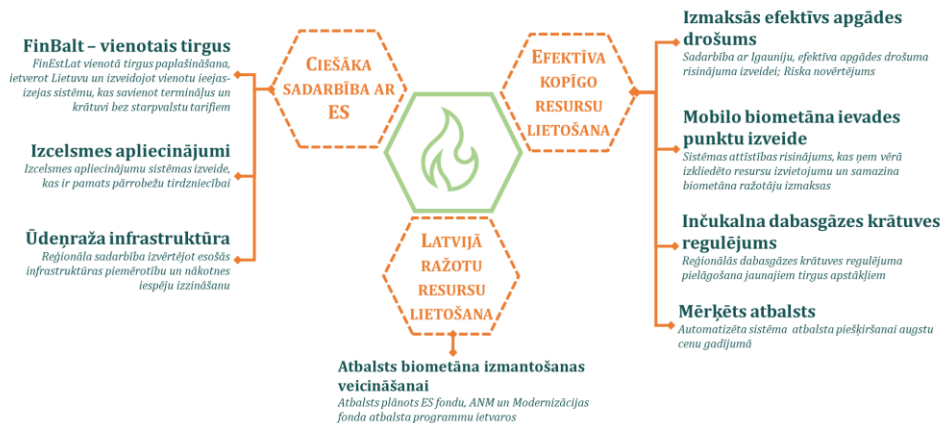 FinBalt – vienotais tirgus
FinEstLat vienotā tirgus paplašināšana,
ietverot Lietuvu un izveidojot vienotu ieejas-
izejas sistēmu, kas savienot termināļus un
krātuvi bez starpvalstu tarifiem
Izcelsmes apliecinājumi
Izcelsmes apliecinājumu sistēmas izveide,
kas ir pamats pārrobežu tirdzniecībai
Ūdeņraža infrastruktūra
Reģionāla sadarbība izvērtējot esošās
infrastruktūras piemērotību un nākotnes
iespēju izzināšanu
CIEŠĀKA
SADARBĪBA AR
ES
EFEKTĪVA
KOPĪGO
RESURSU
LIETOŠANA
LATVIJĀ
RAŽOTU
RESURSU
LIETOŠANA
Atbalsts biometāna izmantošanas
veicināšanai
Atbalsts plānots ES fondu, ANM un Modernizācijas
fonda atbalsta programmu ietvaros
Izmaksās efektīvs apgādes
drošums
Sadarbība ar Igauniju, efektīva apgādes drošuma
risinājuma izveidei; Riska novērtējums
Mobilo biometāna ievades
punktu izveide
Sistēmas attīstības risinājums, kas ņem vērā
izkliedēto resursu izvietojumu un samazina
biometāna ražotāju izmaksas
Inčukalna dabasgāzes krātuves
regulējums
Reģionālās dabasgāzes krātuves regulējuma
pielāgošana jaunajiem tirgus apstākļiem
Mērķēts atbalsts
Automatizēta sistēma atbalsta piešķiršanai augstu
cenu gadījumā